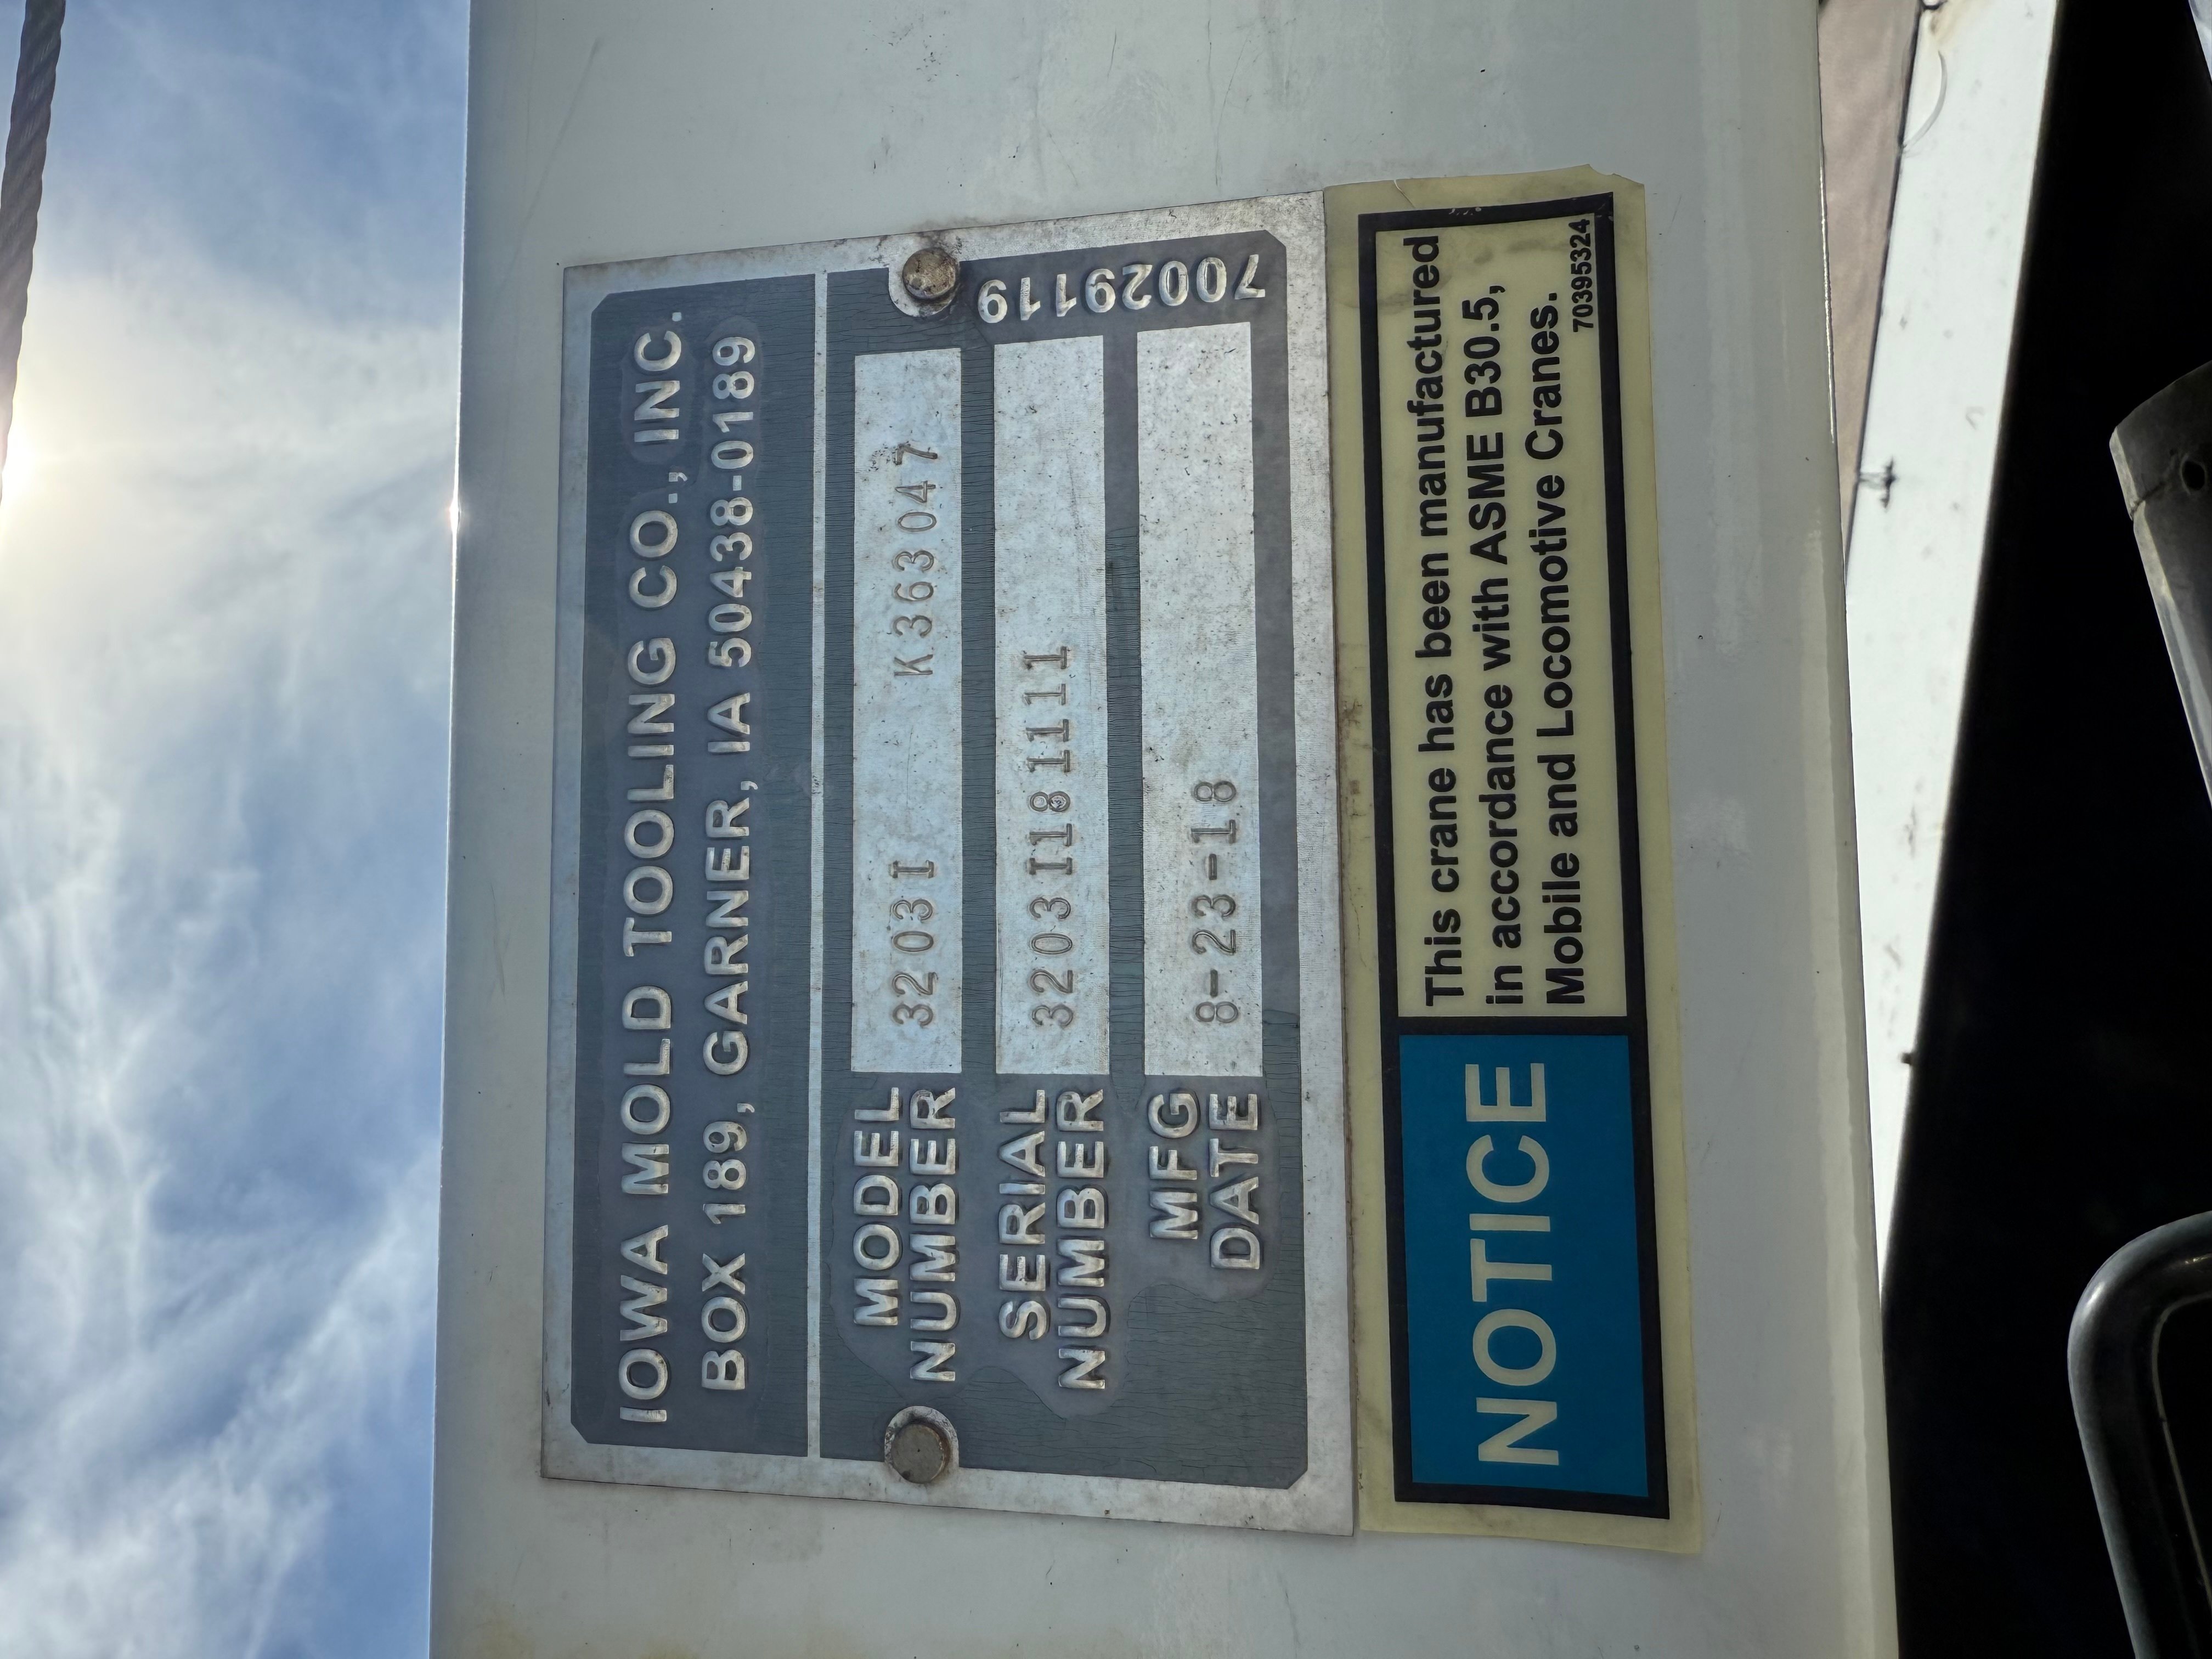 IOWA MOLD TOOLING CO., INC.
BOX 189, GARNER, IA 50438-0189
MODEL
NUMBER
3203I K363047
SERIAL
NUMBER
3203I181111
MFG
DATE
8-23-18
70029119
NOTICE
This crane has been manufactured
in accordance with ASME B30.5,
Mobile and Locomotive Cranes.
70395324